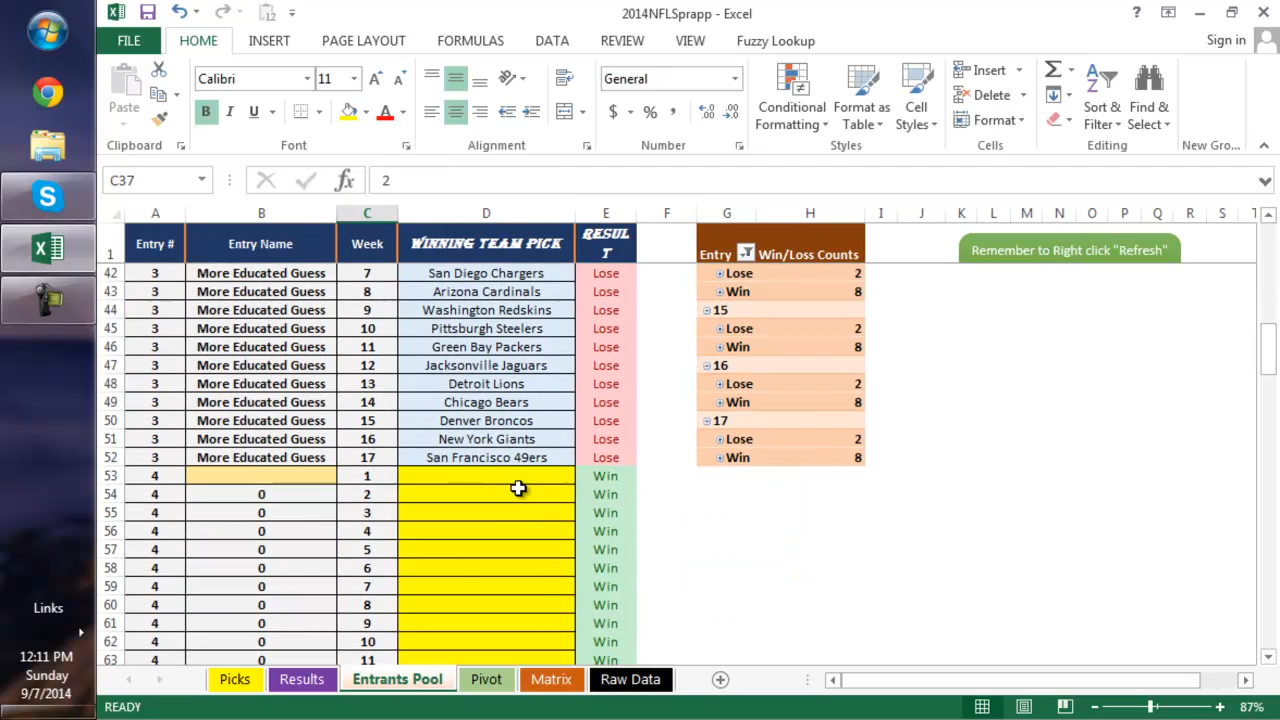 2014NFLSprapp - Excel
FILE HOME INSERT PAGE LAYOUT FORMULAS DATA REVIEW VIEW Fuzzy Lookup Sign in
Paste Calibri 11 General Conditional Formatting Format as Table Cell Styles Insert Delete Format Sort & Filter Find & Select
B I U $ % ,
Clipboard Font Alignment Number Styles Cells Editing New Gro...
C37 fx 2
A B C D E F G H I J K L M N O P Q R S T
1 Entry # Entry Name Week WINNING TEAM PICK RESULT Entry Win/Loss Counts Remember to Right click "Refresh"
42 3 More Educated Guess 7 San Diego Chargers Lose Lose 2
43 3 More Educated Guess 8 Arizona Cardinals Lose Win 8
44 3 More Educated Guess 9 Washington Redskins Lose 15
45 3 More Educated Guess 10 Pittsburgh Steelers Lose Lose 2
46 3 More Educated Guess 11 Green Bay Packers Lose Win 8
47 3 More Educated Guess 12 Jacksonville Jaguars Lose 16
48 3 More Educated Guess 13 Detroit Lions Lose Lose 2
49 3 More Educated Guess 14 Chicago Bears Lose Win 8
50 3 More Educated Guess 15 Denver Broncos Lose 17
51 3 More Educated Guess 16 New York Giants Lose Lose 2
52 3 More Educated Guess 17 San Francisco 49ers Lose Win 8
53 4 1 Win
54 4 0 2 Win
55 4 0 3 Win
56 4 0 4 Win
57 4 0 5 Win
58 4 0 6 Win
59 4 0 7 Win
60 4 0 8 Win
61 4 0 9 Win
62 4 0 10 Win
63 4 0 11 Win
Links
12:11 PM
Sunday
9/7/2014
Picks Results Entrants Pool Pivot Matrix Raw Data
READY 87%